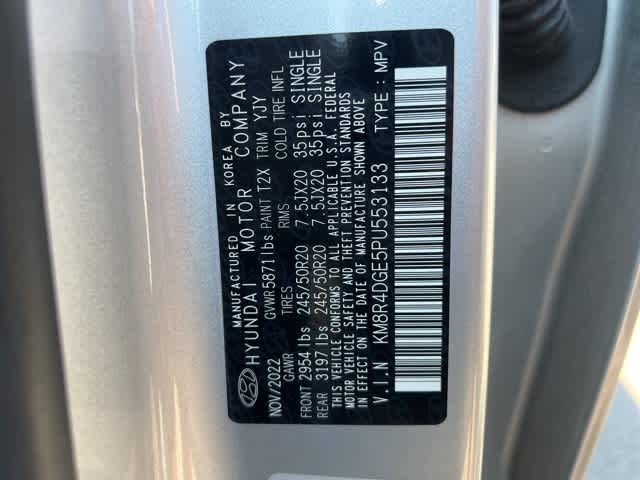 MANUFACTURED IN KOREA BY
HYUNDAI MOTOR COMPANY
NOV/2022 GVWR 5871 lbs PAINT T2X TRIM YJY
GAWR TIRES RIMS COLD TIRE INFL
FRONT 2954 lbs 245/50R20 7.5JX20 35psi SINGLE
REAR 3197 lbs 245/50R20 7.5JX20 35psi SINGLE
THIS VEHICLE CONFORMS TO ALL APPLICABLE U.S.A. FEDERAL
MOTOR VEHICLE SAFETY AND THEFT PREVENTION STANDARDS
IN EFFECT ON THE DATE OF MANUFACTURE SHOWN ABOVE
V.I.N KM8R4DGE5PU553133 TYPE : MPV